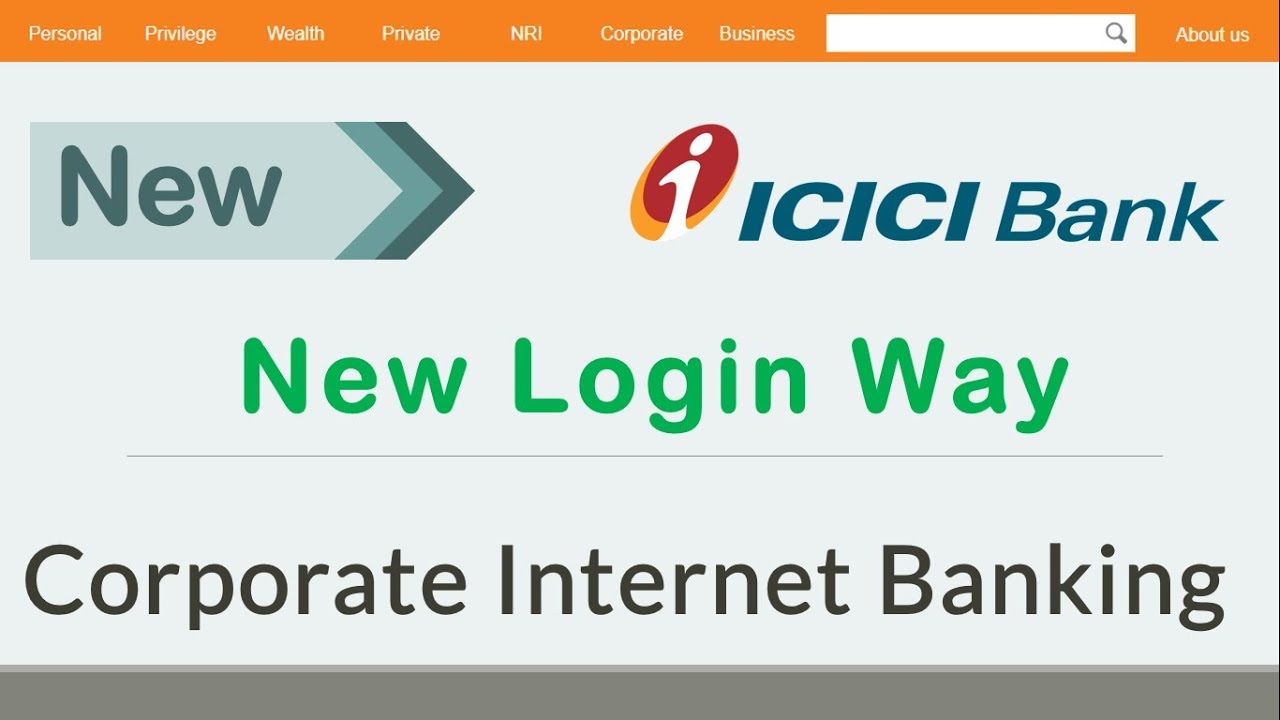 Personal Privilege Wealth Private NRI Corporate Business About us
New
i ICICI Bank
New Login Way
Corporate Internet Banking